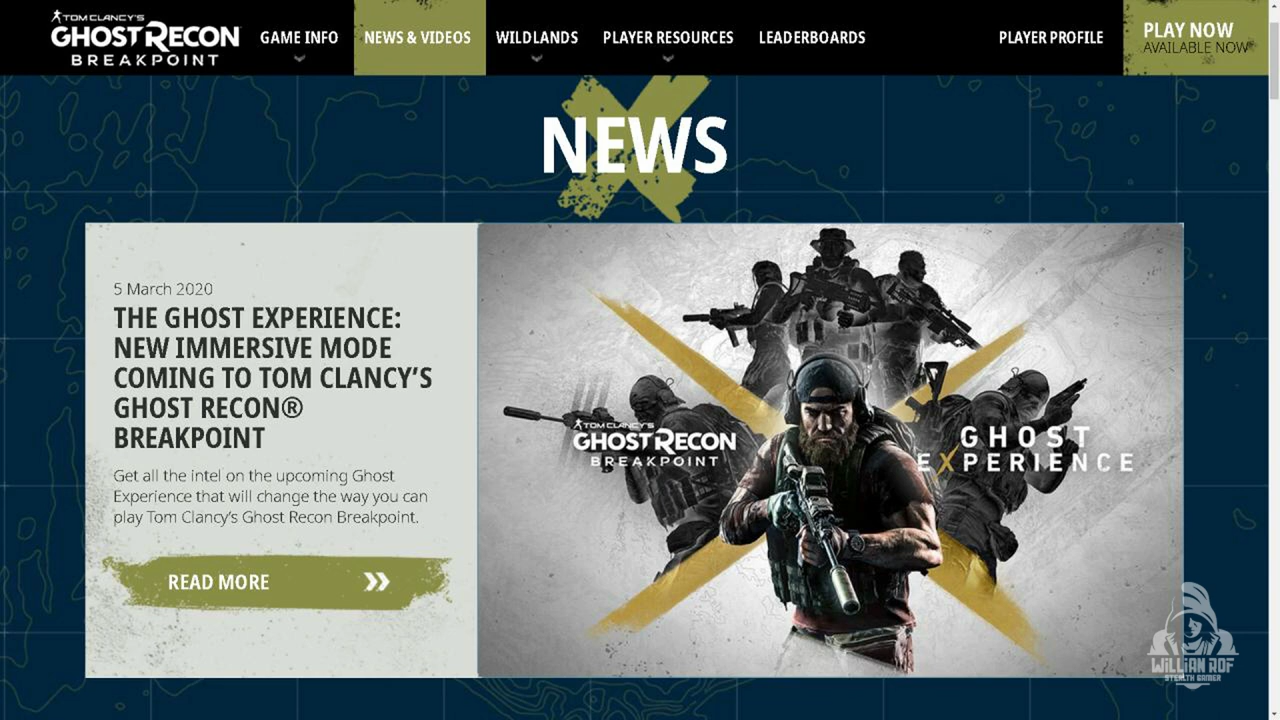 TOM CLANCY'S
GHOST RECON
BREAKPOINT
GAME INFO
NEWS & VIDEOS
WILDLANDS
PLAYER RESOURCES
LEADERBOARDS
PLAYER PROFILE
PLAY NOW
AVAILABLE NOW
NEWS
5 March 2020
THE GHOST EXPERIENCE:
NEW IMMERSIVE MODE
COMING TO TOM CLANCY’S
GHOST RECON®
BREAKPOINT
Get all the intel on the upcoming Ghost
Experience that will change the way you can
play Tom Clancy’s Ghost Recon Breakpoint.
READ MORE
TOM CLANCY'S
GHOST RECON
BREAKPOINT
GHOST
EXPERIENCE
WILLIAN ROF
STEALTH GAMER